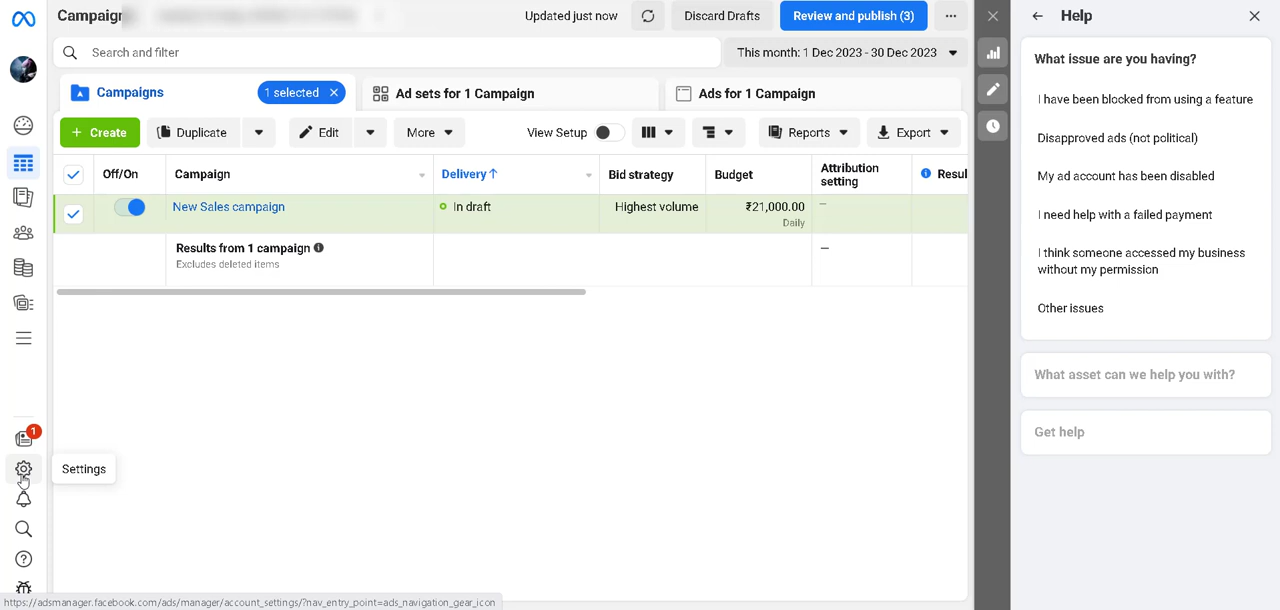 Campaign
Updated just now
Discard Drafts
Review and publish (3)
Help
Search and filter
This month: 1 Dec 2023 - 30 Dec 2023
Campaigns
1 selected
Ad sets for 1 Campaign
Ads for 1 Campaign
+ Create
Duplicate
Edit
More
View Setup
Reports
Export
Off/On
Campaign
Delivery↑
Bid strategy
Budget
Attribution
setting
Resul
New Sales campaign
In draft
Highest volume
₹21,000.00
Daily
—
Results from 1 campaign
Excludes deleted items
—
What issue are you having?
I have been blocked from using a feature
Disapproved ads (not political)
My ad account has been disabled
I need help with a failed payment
I think someone accessed my business
without my permission
Other issues
What asset can we help you with?
Get help
1
Settings
https://adsmanager.facebook.com/ads/manager/account_settings/?nav_entry_point=ads_navigation_gear_icon